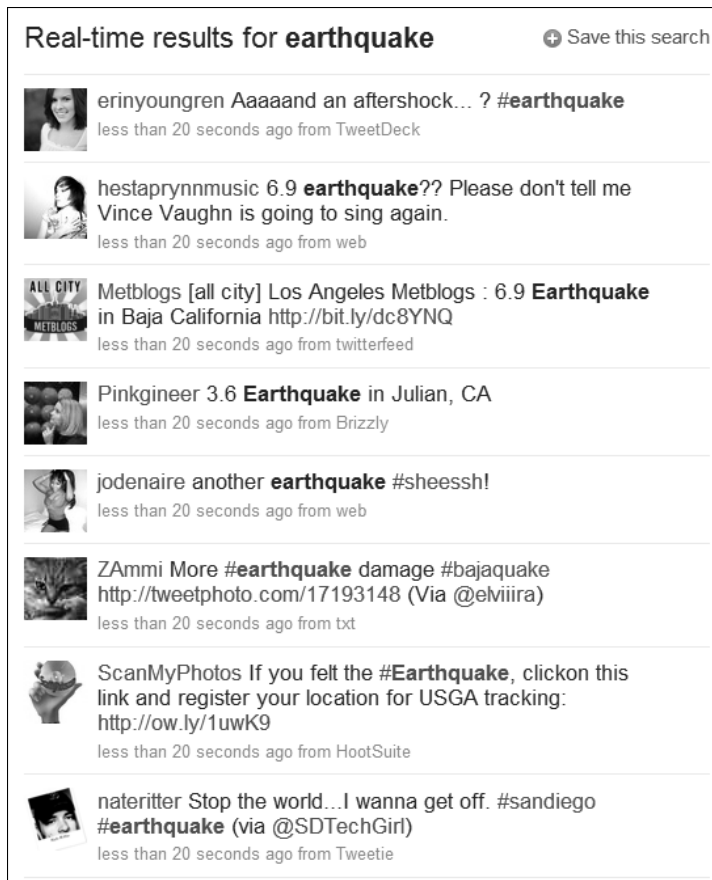 Real-time results for earthquake
Save this search
erinyoungren Aaaaand an aftershock... ? #earthquake
less than 20 seconds ago from TweetDeck
hestaprynnmusic 6.9 earthquake?? Please don't tell me
Vince Vaughn is going to sing again.
less than 20 seconds ago from web
ALL CITY
METBLOGS
Metblogs [all city] Los Angeles Metblogs : 6.9 Earthquake
in Baja California http://bit.ly/dc8YNQ
less than 20 seconds ago from twitterfeed
Pinkgineer 3.6 Earthquake in Julian, CA
less than 20 seconds ago from Brizzly
jodenaire another earthquake #sheessh!
less than 20 seconds ago from web
ZAmmi More #earthquake damage #bajaquake
http://tweetphoto.com/17193148 (Via @elviiira)
less than 20 seconds ago from txt
ScanMyPhotos If you felt the #Earthquake, clickon this
link and register your location for USGA tracking:
http://ow.ly/1uwK9
less than 20 seconds ago from HootSuite
nateritter Stop the world...I wanna get off. #sandiego
#earthquake (via @SDTechGirl)
less than 20 seconds ago from Tweetie